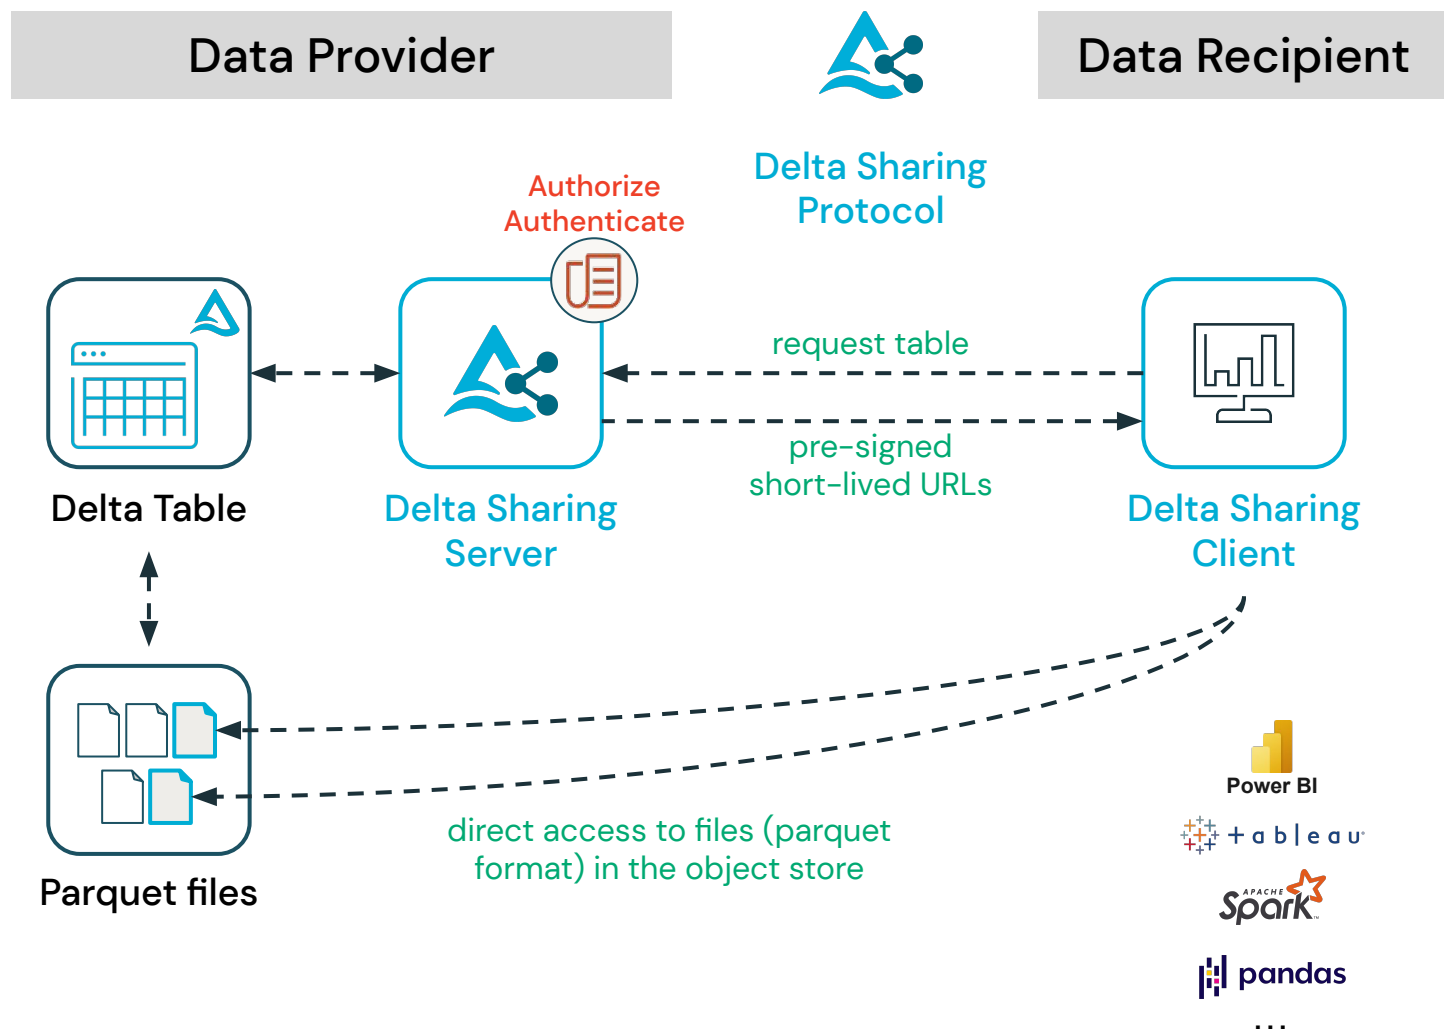 Data Provider
Data Recipient
Delta Sharing
Protocol
Authorize
Authenticate
request table
pre-signed
short-lived URLs
Delta Table
Delta Sharing
Server
Delta Sharing
Client
direct access to files (parquet
format) in the object store
Parquet files
Power BI
+ a b | e a u
APACHE
Spark™
pandas
...